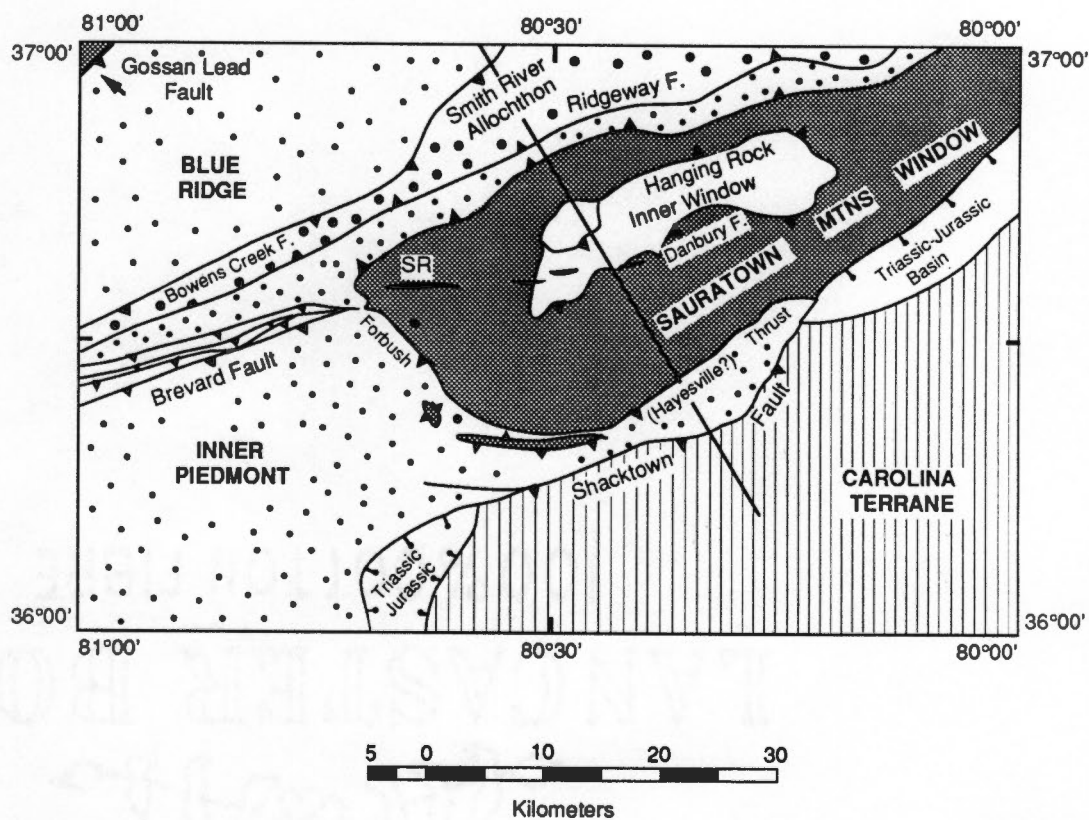 81°00'
80°30'
80°00'
37°00'
37°00'
Gossan Lead
Fault
Smith River
Allochthon
Ridgeway F.
BLUE
RIDGE
Hanging Rock
Inner Window
WINDOW
MTNS
SAURATOWN
Danbury F.
Triassic-Jurassic
Basin
Bowens Creek F.
SR
Forbush
(Hayesville?) Thrust
Brevard Fault
Fault
INNER
PIEDMONT
Shacktown
CAROLINA
TERRANE
Triassic
Jurassic
36°00'
36°00'
81°00'
80°30'
80°00'
5 0 10 20 30
Kilometers